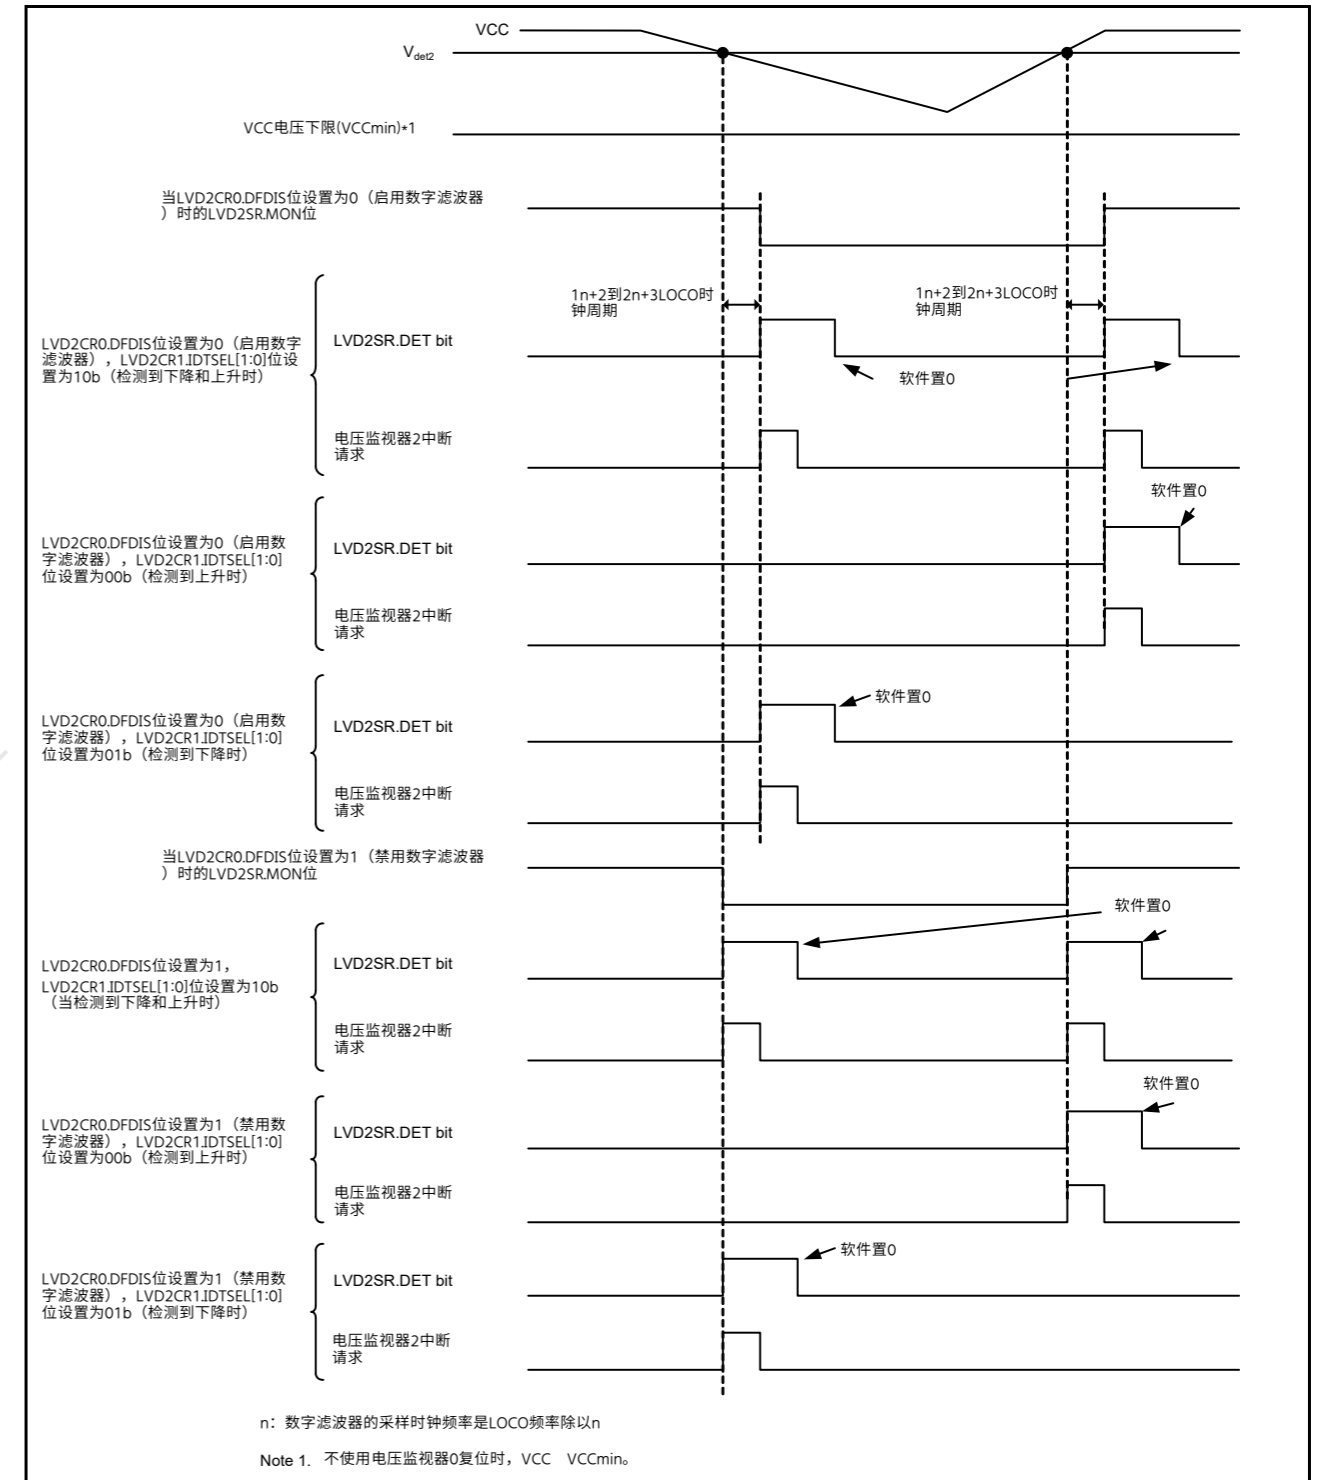 VCC
Vdet2
VCC电压下限(VCCmin)*1
当LVD2CR0.DFDIS位设置为0（启用数字滤波器
）时的LVD2SR.MON位
1n+2到2n+3LOCO时
钟周期
1n+2到2n+3LOCO时
钟周期
LVD2CR0.DFDIS位设置为0（启用数字
滤波器），LVD2CR1.IDTSEL[1:0]位设
置为10b（检测到下降和上升时）
LVD2SR.DET bit
软件置0
电压监视器2中断
请求
软件置0
LVD2CR0.DFDIS位设置为0（启用数
字滤波器），LVD2CR1.IDTSEL[1:0]
位设置为00b（检测到上升时）
LVD2SR.DET bit
电压监视器2中断
请求
软件置0
LVD2CR0.DFDIS位设置为0（启用数
字滤波器），LVD2CR1.IDTSEL[1:0]
位设置为01b（检测到下降时）
LVD2SR.DET bit
电压监视器2中断
请求
当LVD2CR0.DFDIS位设置为1（禁用数字滤波器
）时的LVD2SR.MON位
软件置0
LVD2CR0.DFDIS位设置为1，
LVD2CR1.IDTSEL[1:0]位设置为10b
（当检测到下降和上升时）
LVD2SR.DET bit
电压监视器2中断
请求
软件置0
LVD2CR0.DFDIS位设置为1（禁用数
字滤波器），LVD2CR1.IDTSEL[1:0]
位设置为00b（检测到上升时）
LVD2SR.DET bit
电压监视器2中断
请求
软件置0
LVD2CR0.DFDIS位设置为1（禁用数
字滤波器），LVD2CR1.IDTSEL[1:0]
位设置为01b（检测到下降时）
LVD2SR.DET bit
电压监视器2中断
请求
n：数字滤波器的采样时钟频率是LOCO频率除以n
Note 1. 不使用电压监视器0复位时，VCC VCCmin。